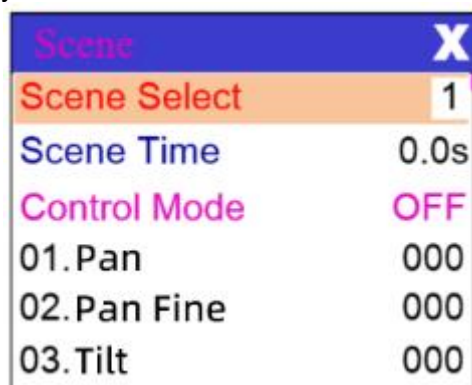 Scene X
Scene Select 1
Scene Time 0.0s
Control Mode OFF
01.Pan 000
02.Pan Fine 000
03.Tilt 000